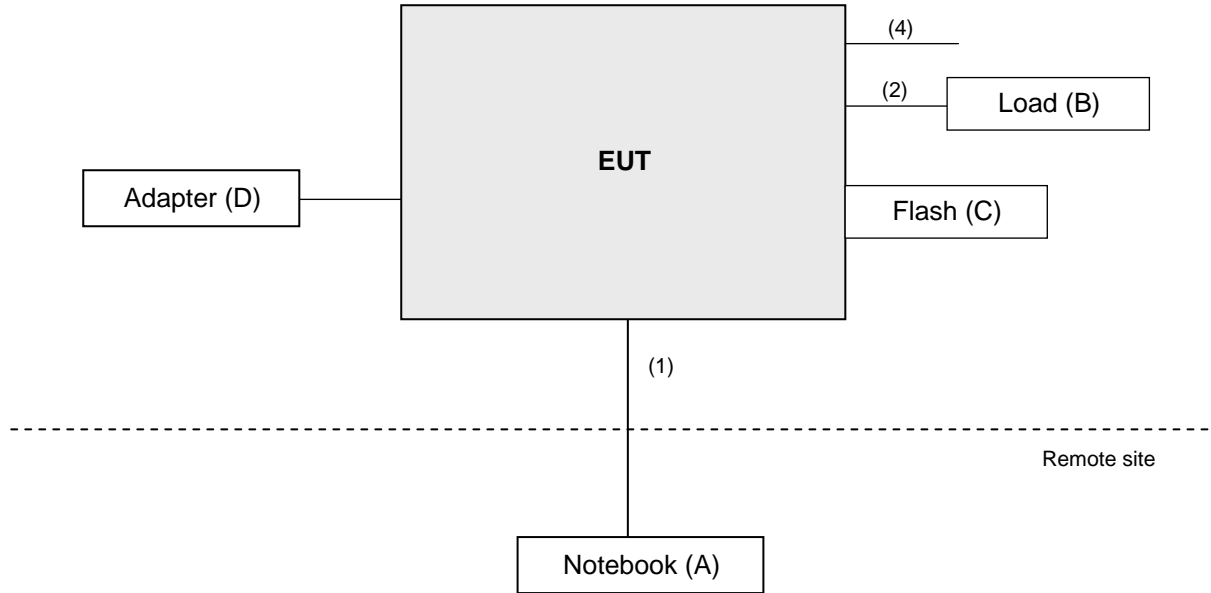 (4)
(2)
Load (B)
EUT
Adapter (D)
Flash (C)
(1)
Remote site
Notebook (A)